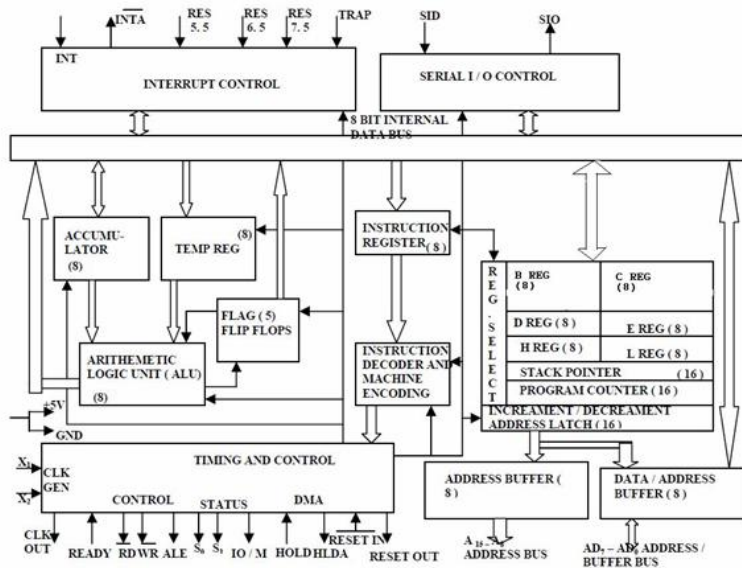 INTA
RES 5. 5
RES 6. 5
RES 7. 5
TRAP
SID
SIO
INT
INTERRUPT CONTROL
SERIAL I / O CONTROL
8 BIT INTERNAL
DATA BUS
ACCUMU-
LATOR
(8)
(8)
TEMP REG
INSTRUCTION
REGISTER ( 8 )
FLAG ( 5)
FLIP FLOPS
ARITHEMETIC
LOGIC UNIT ( ALU)
(8)
INSTRUCTION
DECODER AND
MACHINE
ENCODING
REG. SELECT
B REG
(8)
C REG
(8)
D REG ( 8 )
E REG ( 8 )
H REG ( 8 )
L REG ( 8 )
STACK POINTER ( 16 )
PROGRAM COUNTER ( 16 )
INCREAMENT / DECREAMENT
ADDRESS LATCH ( 16 )
+5V
GND
X1
X2
CLK
GEN
TIMING AND CONTROL
CONTROL
STATUS
DMA
CLK
OUT
READY
RD
WR
ALE
S0
S1
IO / M
HOLD
HLDA
RESET IN
RESET OUT
ADDRESS BUFFER (
8 )
DATA / ADDRESS
BUFFER ( 8 )
ADDRESS BUS
ADDRESS /
BUFFER BUS